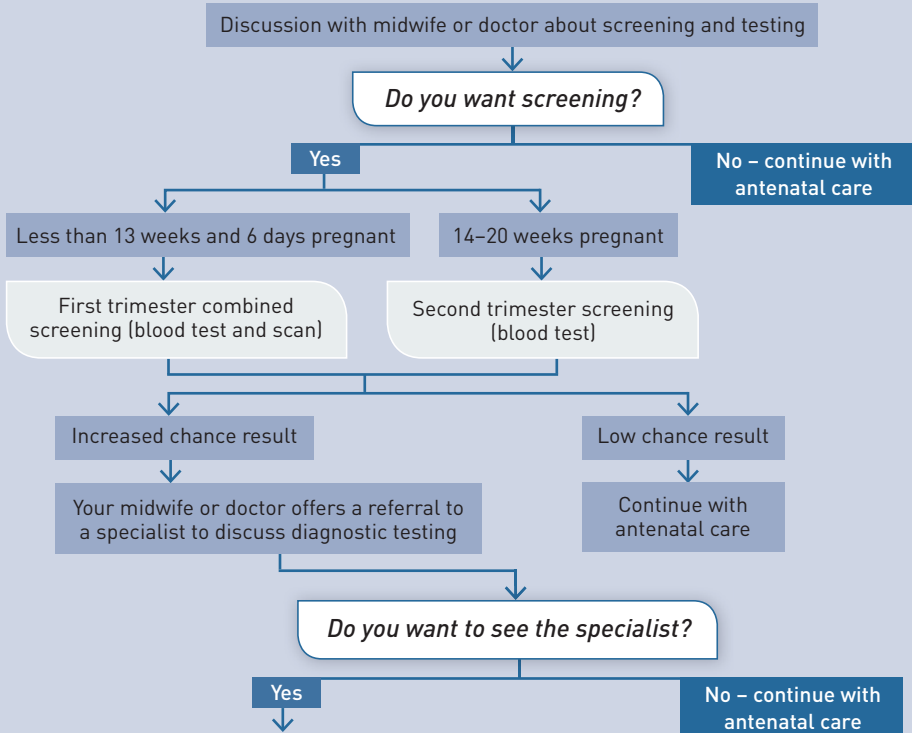 Discussion with midwife or doctor about screening and testing
Do you want screening?
Yes
No – continue with
antenatal care
Less than 13 weeks and 6 days pregnant
14–20 weeks pregnant
First trimester combined
screening (blood test and scan)
Second trimester screening
(blood test)
Increased chance result
Low chance result
Your midwife or doctor offers a referral to
a specialist to discuss diagnostic testing
Continue with
antenatal care
Do you want to see the specialist?
Yes
No – continue with
antenatal care